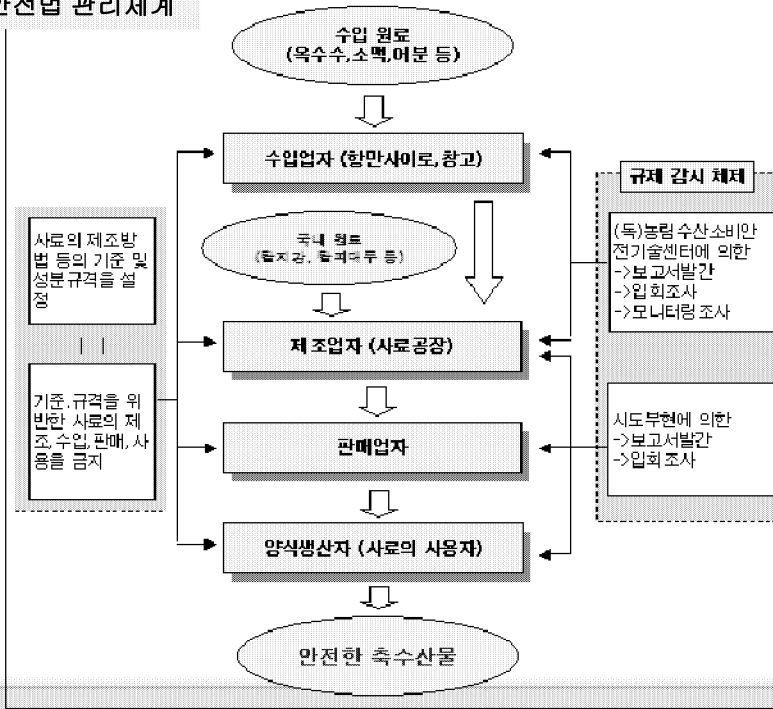 안전법 관리체계
수입 원료
(옥수수,소맥,어분 등)
수입업자 (항만사이로,창고)
국내 원료
등)
제조업자 (사료공장)
판매업자
양식생산자 (사료의 사용자)
안전한 축수산물
사료의 제조방
법 등의 기준 및
성분규격을 설
정
기준.규격을 위
반한 사료의 제
조,수입,판매,사
용을 금지
규제 감시 체제
(독)농림수산소비안
전기술센터에 의한
->보고서발간
->입회조사
->모니터링조사
시도부현에 의한
->보고서발간
->입회조사